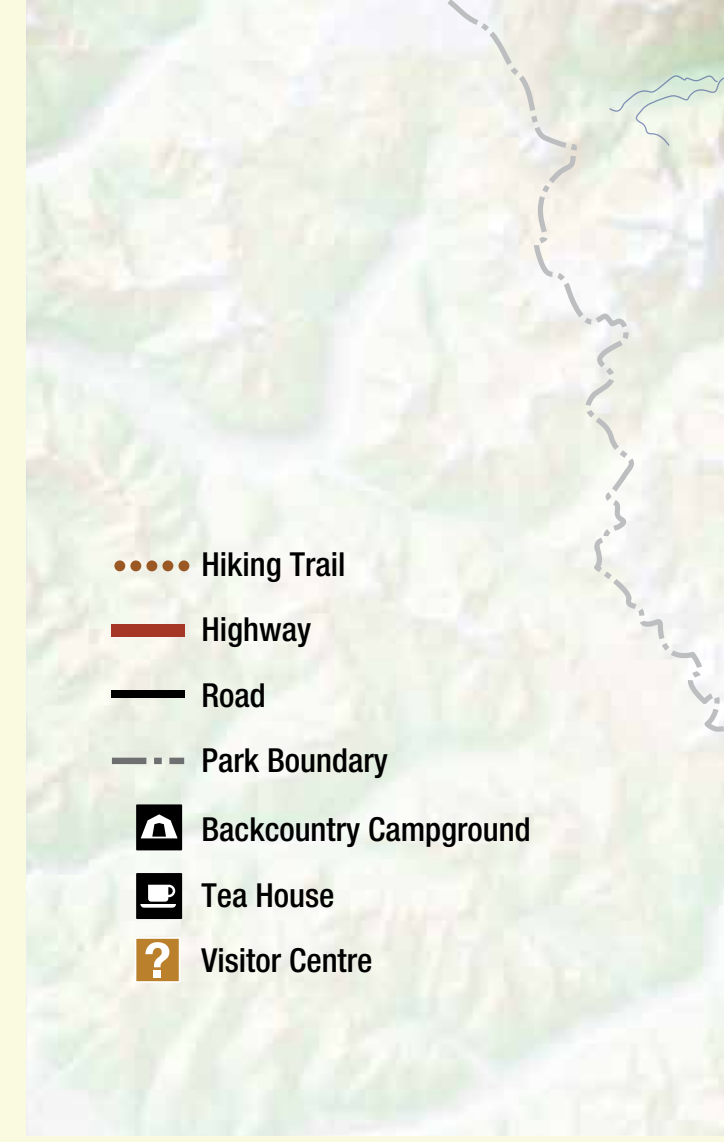 Hiking Trail
Highway
Road
Park Boundary
Backcountry Campground
Tea House
? Visitor Centre